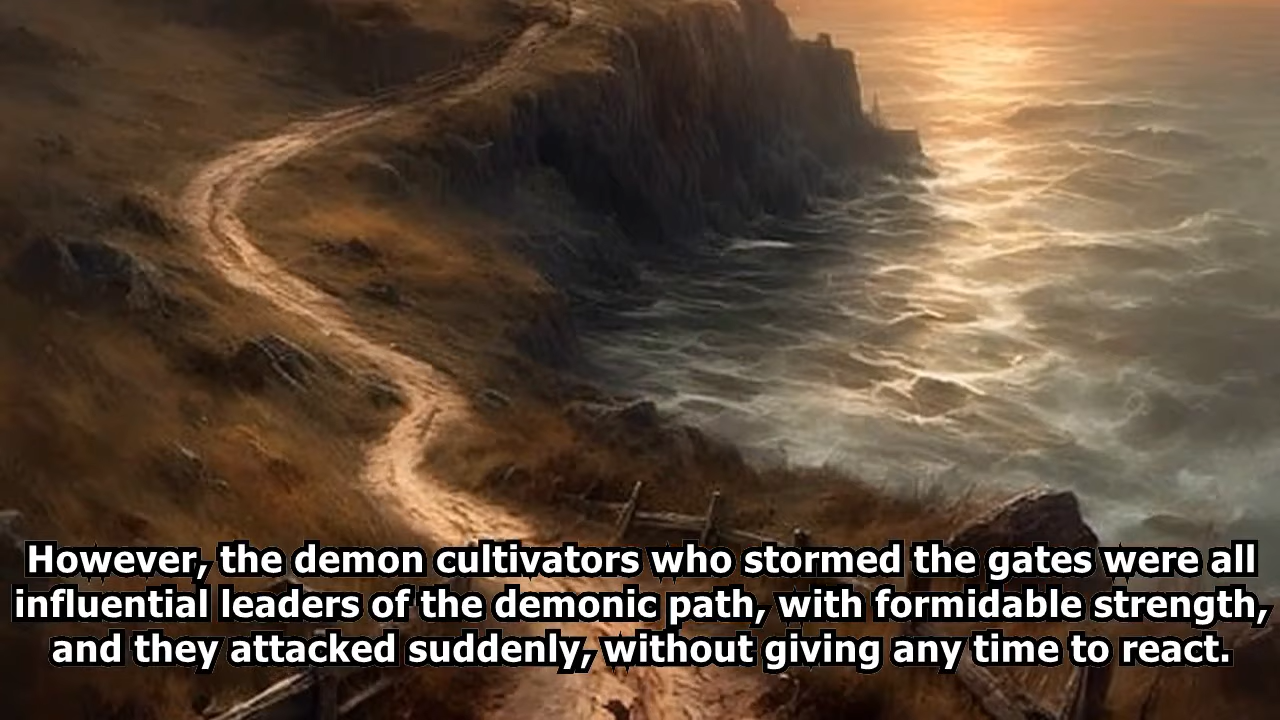 However, the demon cultivators who stormed the gates were all
influential leaders of the demonic path, with formidable strength,
and they attacked suddenly, without giving any time to react.